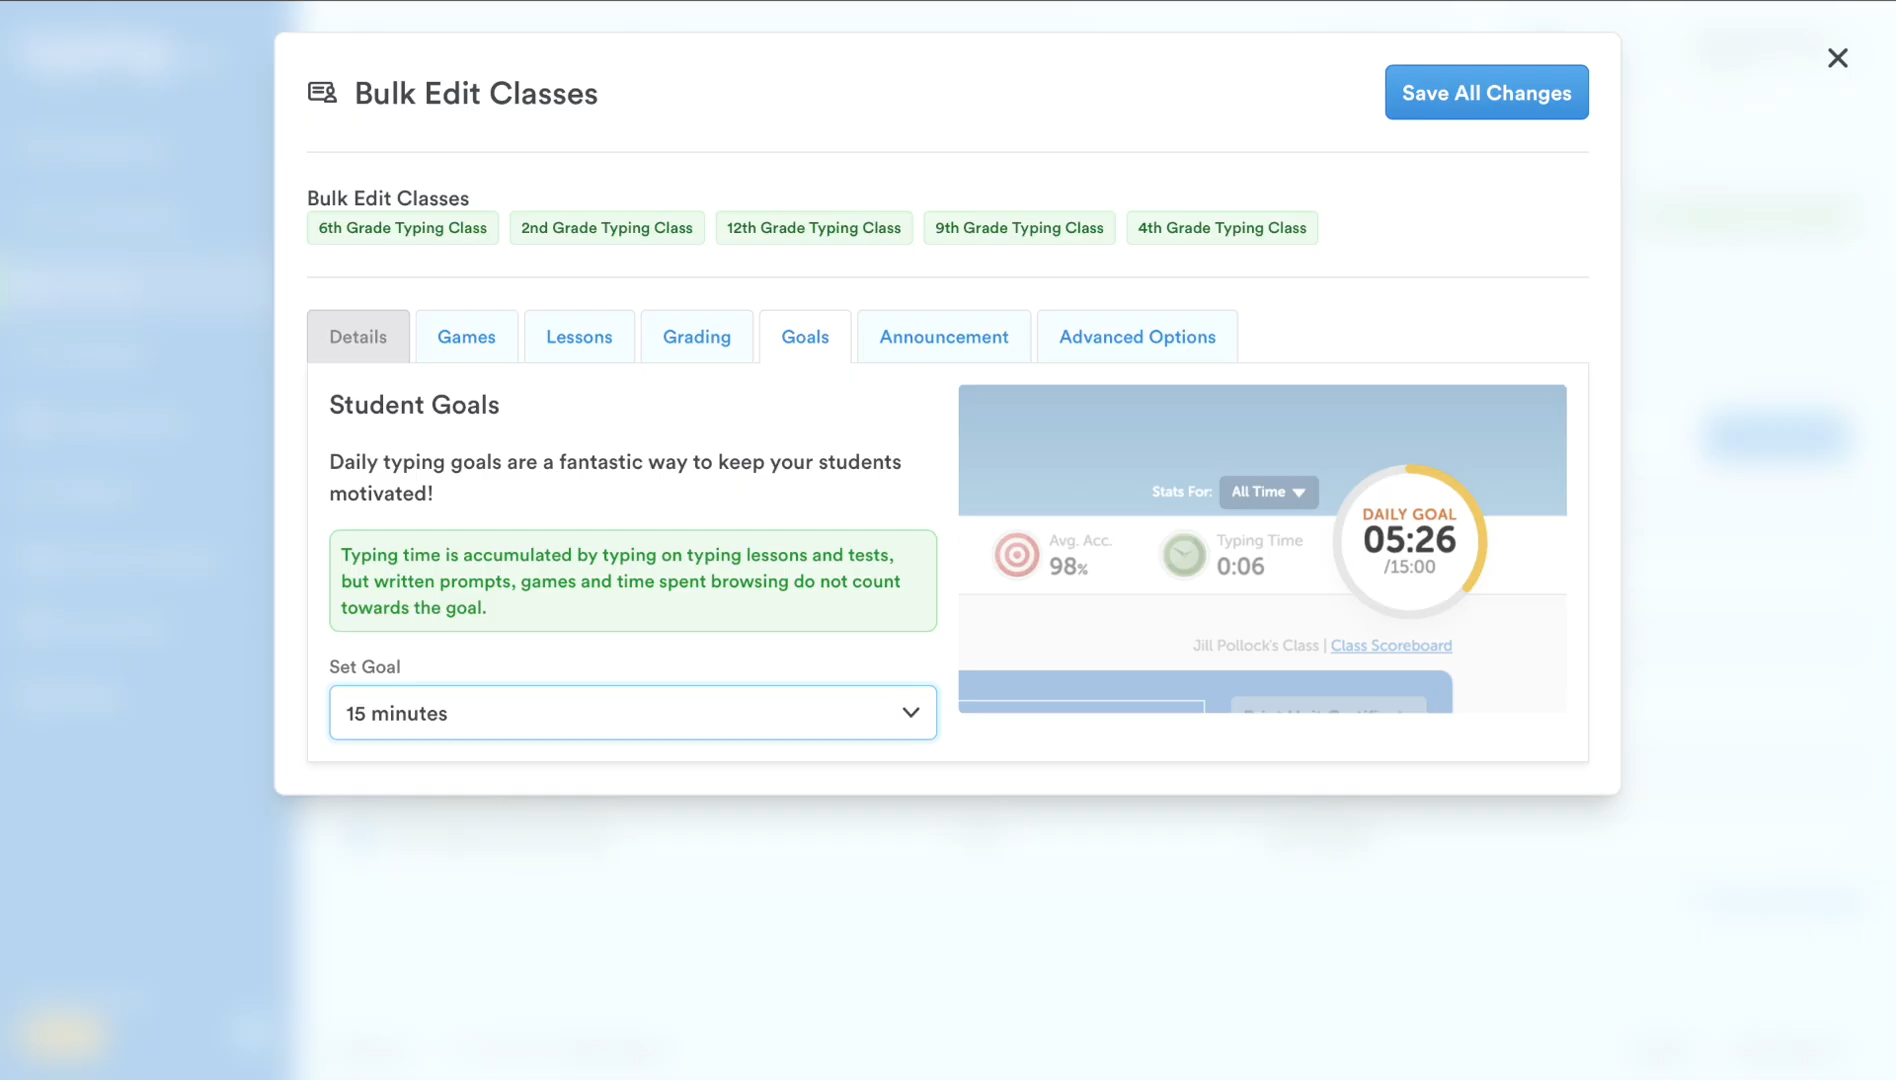 Bulk Edit Classes
Save All Changes
Bulk Edit Classes
6th Grade Typing Class
2nd Grade Typing Class
12th Grade Typing Class
9th Grade Typing Class
4th Grade Typing Class
Details
Games
Lessons
Grading
Goals
Announcement
Advanced Options
Student Goals
Daily typing goals are a fantastic way to keep your students
motivated!
Typing time is accumulated by typing on typing lessons and tests,
but written prompts, games and time spent browsing do not count
towards the goal.
Set Goal
15 minutes
Stats For:
All Time
Avg. Acc.
98%
Typing Time
0:06
DAILY GOAL
05:26
/15:00
Jill Pollock's Class | Class Scoreboard